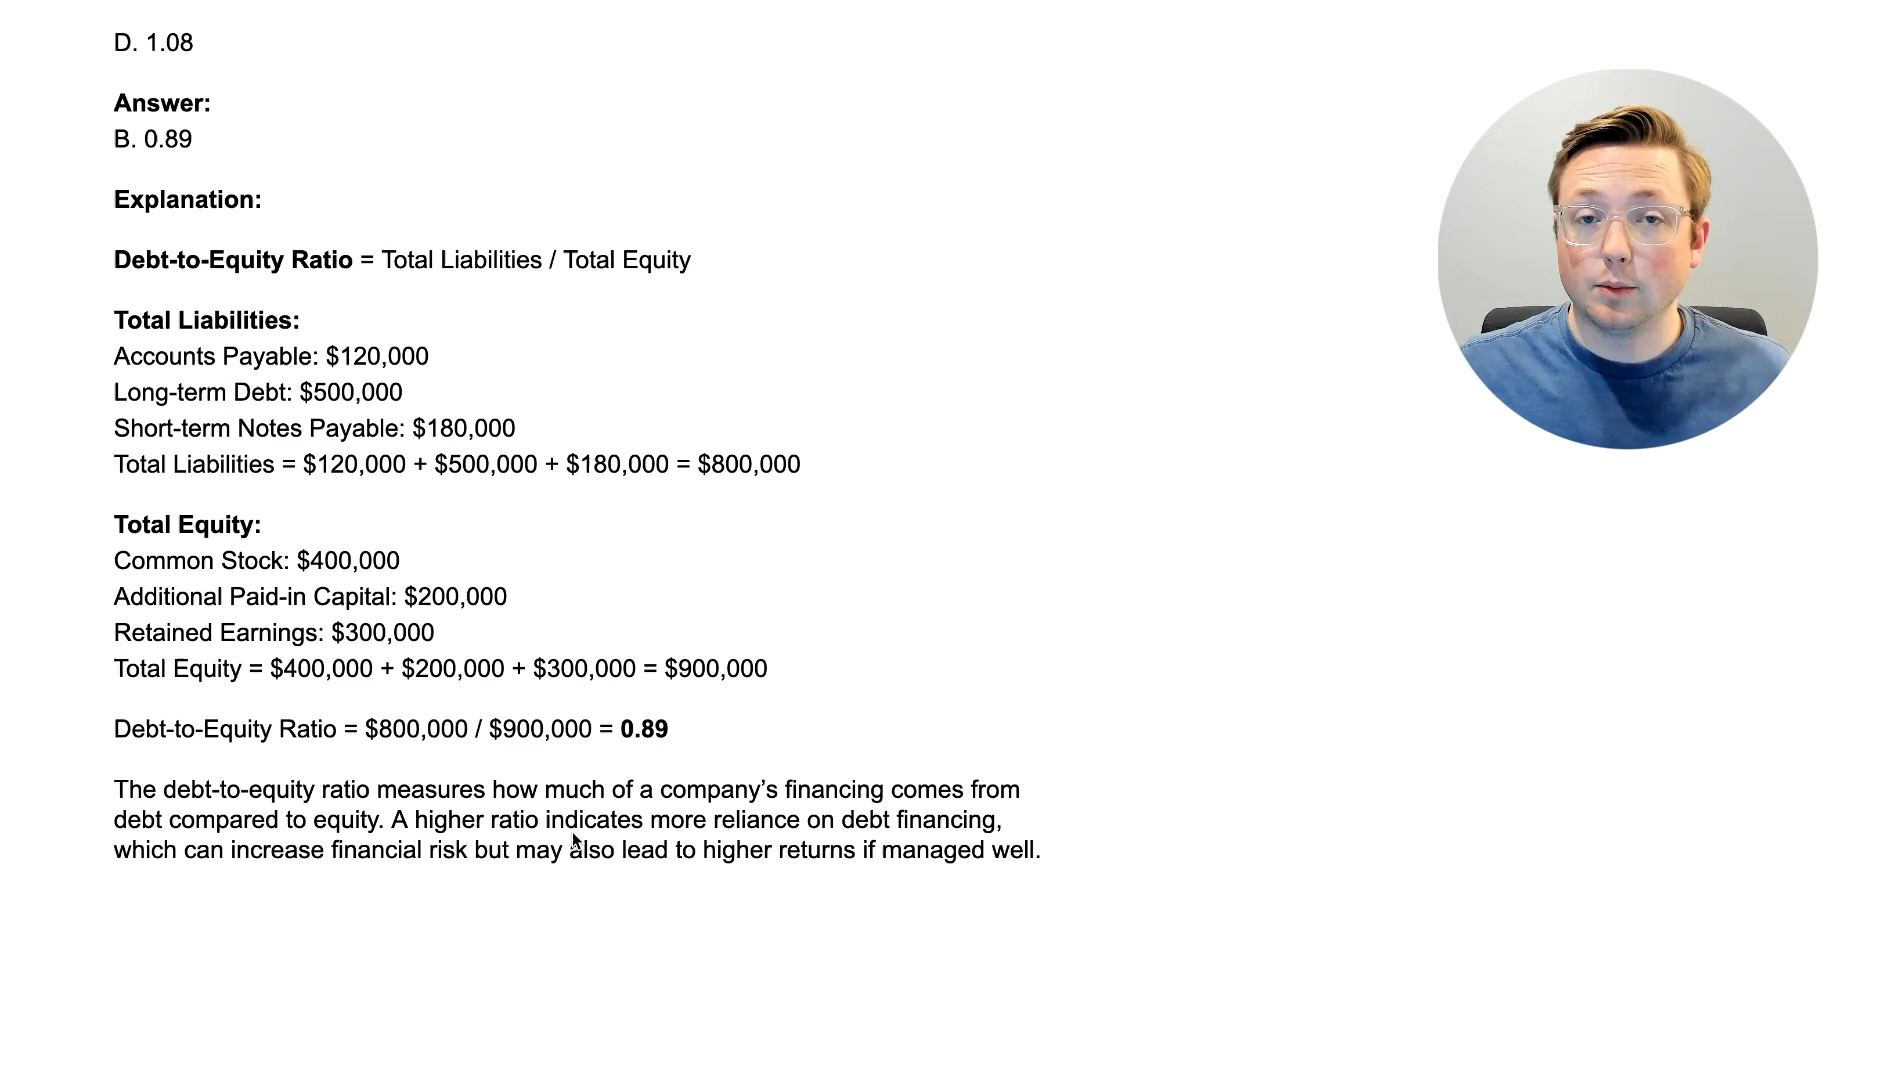 D. 1.08
Answer:
B. 0.89
Explanation:
Debt-to-Equity Ratio = Total Liabilities / Total Equity
Total Liabilities:
Accounts Payable: $120,000
Long-term Debt: $500,000
Short-term Notes Payable: $180,000
Total Liabilities = $120,000 + $500,000 + $180,000 = $800,000
Total Equity:
Common Stock: $400,000
Additional Paid-in Capital: $200,000
Retained Earnings: $300,000
Total Equity = $400,000 + $200,000 + $300,000 = $900,000
Debt-to-Equity Ratio = $800,000 / $900,000 = 0.89
The debt-to-equity ratio measures how much of a company’s financing comes from
debt compared to equity. A higher ratio indicates more reliance on debt financing,
which can increase financial risk but may also lead to higher returns if managed well.